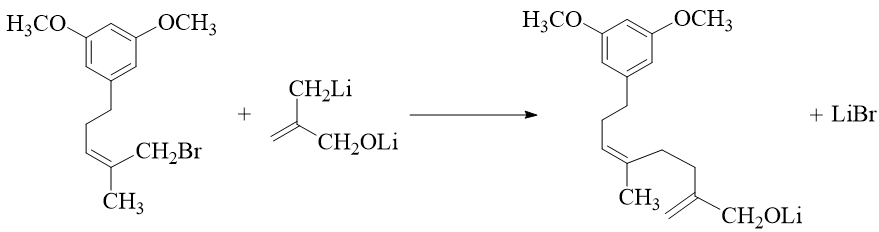 H₃CO
OCH₃
CH₂Br
CH₃
+
CH₂Li
CH₂OLi
H₃CO
OCH₃
CH₃
CH₂OLi
+ LiBr